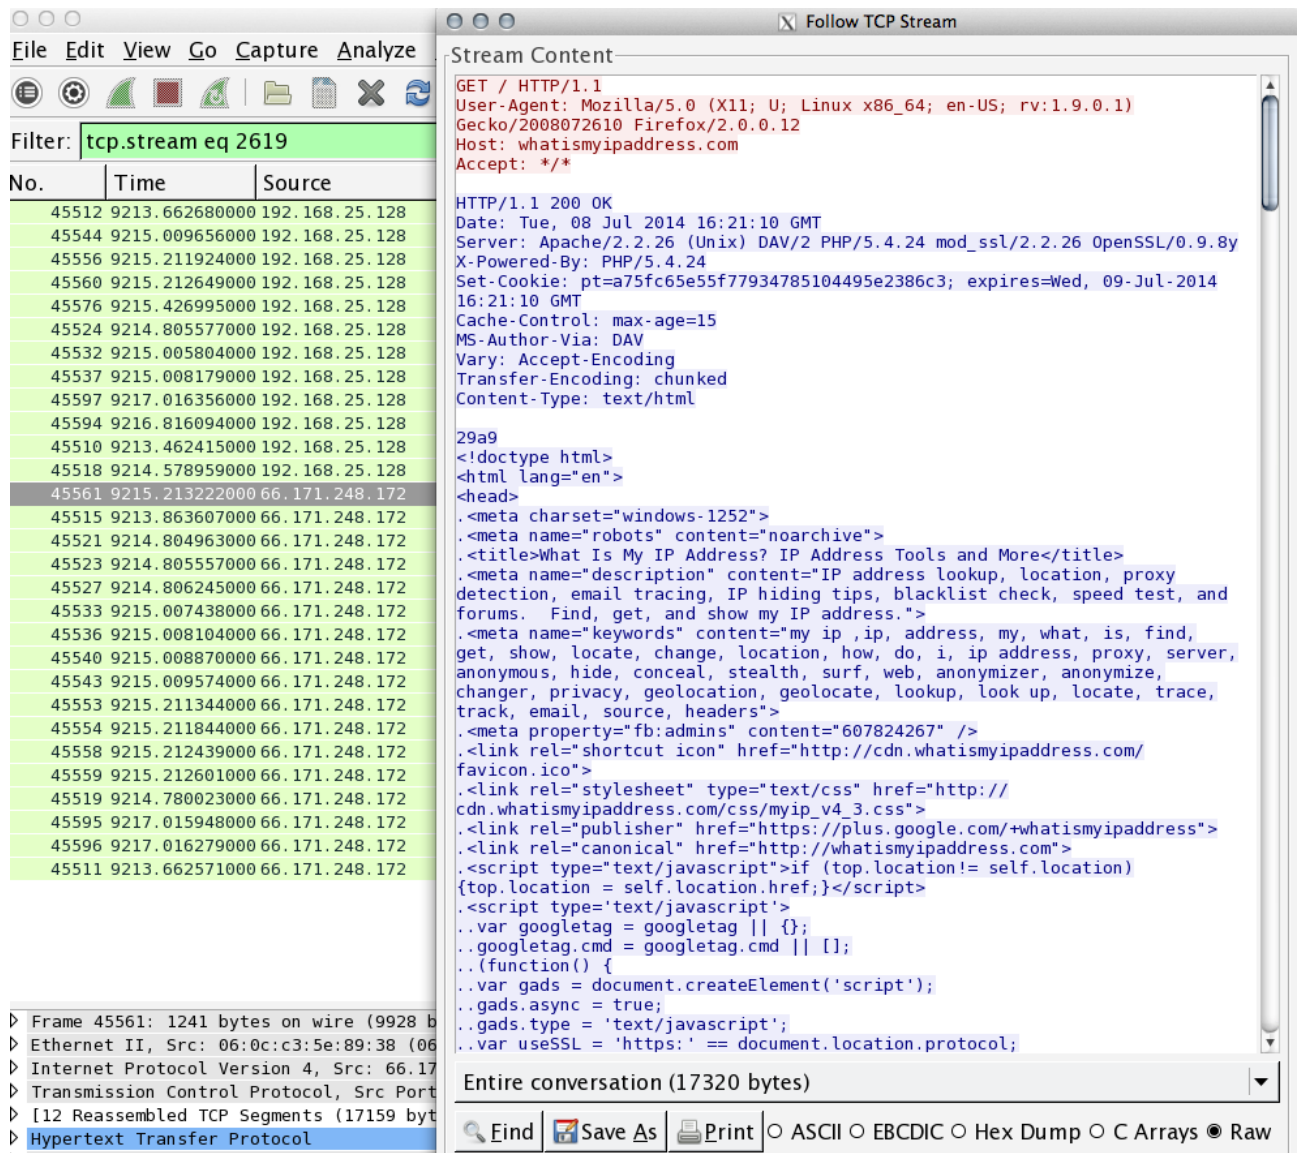 Follow TCP Stream
File Edit View Go Capture Analyze
Filter: tcp.stream eq 2619
No. Time Source
45512 9213.662680000 192.168.25.128
45544 9215.009656000 192.168.25.128
45556 9215.211924000 192.168.25.128
45560 9215.212649000 192.168.25.128
45576 9215.426995000 192.168.25.128
45524 9214.805577000 192.168.25.128
45532 9215.005804000 192.168.25.128
45537 9215.008179000 192.168.25.128
45597 9217.016356000 192.168.25.128
45594 9216.816094000 192.168.25.128
45510 9213.462415000 192.168.25.128
45518 9214.578959000 192.168.25.128
45561 9215.213222000 66.171.248.172
45515 9213.863607000 66.171.248.172
45521 9214.804963000 66.171.248.172
45523 9214.805557000 66.171.248.172
45527 9214.806245000 66.171.248.172
45533 9215.007438000 66.171.248.172
45536 9215.008104000 66.171.248.172
45540 9215.008870000 66.171.248.172
45543 9215.009574000 66.171.248.172
45553 9215.211344000 66.171.248.172
45554 9215.211844000 66.171.248.172
45558 9215.212439000 66.171.248.172
45559 9215.212601000 66.171.248.172
45519 9214.780023000 66.171.248.172
45595 9217.015948000 66.171.248.172
45596 9217.016279000 66.171.248.172
45511 9213.662571000 66.171.248.172
Frame 45561: 1241 bytes on wire (9928 b
Ethernet II, Src: 06:0c:c3:5e:89:38 (06
Internet Protocol Version 4, Src: 66.17
Transmission Control Protocol, Src Port
[12 Reassembled TCP Segments (17159 byt
Hypertext Transfer Protocol
Stream Content
GET / HTTP/1.1
User-Agent: Mozilla/5.0 (X11; U; Linux x86_64; en-US; rv:1.9.0.1)
Gecko/2008072610 Firefox/2.0.0.12
Host: whatismyipaddress.com
Accept: */*
HTTP/1.1 200 OK
Date: Tue, 08 Jul 2014 16:21:10 GMT
Server: Apache/2.2.26 (Unix) DAV/2 PHP/5.4.24 mod_ssl/2.2.26 OpenSSL/0.9.8y
X-Powered-By: PHP/5.4.24
Set-Cookie: pt=a75fc65e55f77934785104495e2386c3; expires=Wed, 09-Jul-2014
16:21:10 GMT
Cache-Control: max-age=15
MS-Author-Via: DAV
Vary: Accept-Encoding
Transfer-Encoding: chunked
Content-Type: text/html
29a9
<!doctype html>
<html lang="en">
<head>
.<meta charset="windows-1252">
.<meta name="robots" content="noarchive">
.<title>What Is My IP Address? IP Address Tools and More</title>
.<meta name="description" content="IP address lookup, location, proxy
detection, email tracing, IP hiding tips, blacklist check, speed test, and
forums.  Find, get, and show my IP address.">
.<meta name="keywords" content="my ip ,ip, address, my, what, is, find,
get, show, locate, change, location, how, do, i, ip address, proxy, server,
anonymous, hide, conceal, stealth, surf, web, anonymizer, anonymize,
changer, privacy, geolocation, geolocate, lookup, look up, locate, trace,
track, email, source, headers">
.<meta property="fb:admins" content="607824267" />
.<link rel="shortcut icon" href="http://cdn.whatismyipaddress.com/
favicon.ico">
.<link rel="stylesheet" type="text/css" href="http://
cdn.whatismyipaddress.com/css/myip_v4_3.css">
.<link rel="publisher" href="https://plus.google.com/+whatismyipaddress">
.<link rel="canonical" href="http://whatismyipaddress.com">
.<script type="text/javascript">if (top.location!= self.location)
{top.location = self.location.href;}</script>
.<script type='text/javascript'>
..var googletag = googletag || {};
..googletag.cmd = googletag.cmd || [];
..(function() {
..var gads = document.createElement('script');
..gads.async = true;
..gads.type = 'text/javascript';
..var useSSL = 'https:' == document.location.protocol;
Entire conversation (17320 bytes)
Find Save As Print ASCII EBCDIC Hex Dump C Arrays Raw